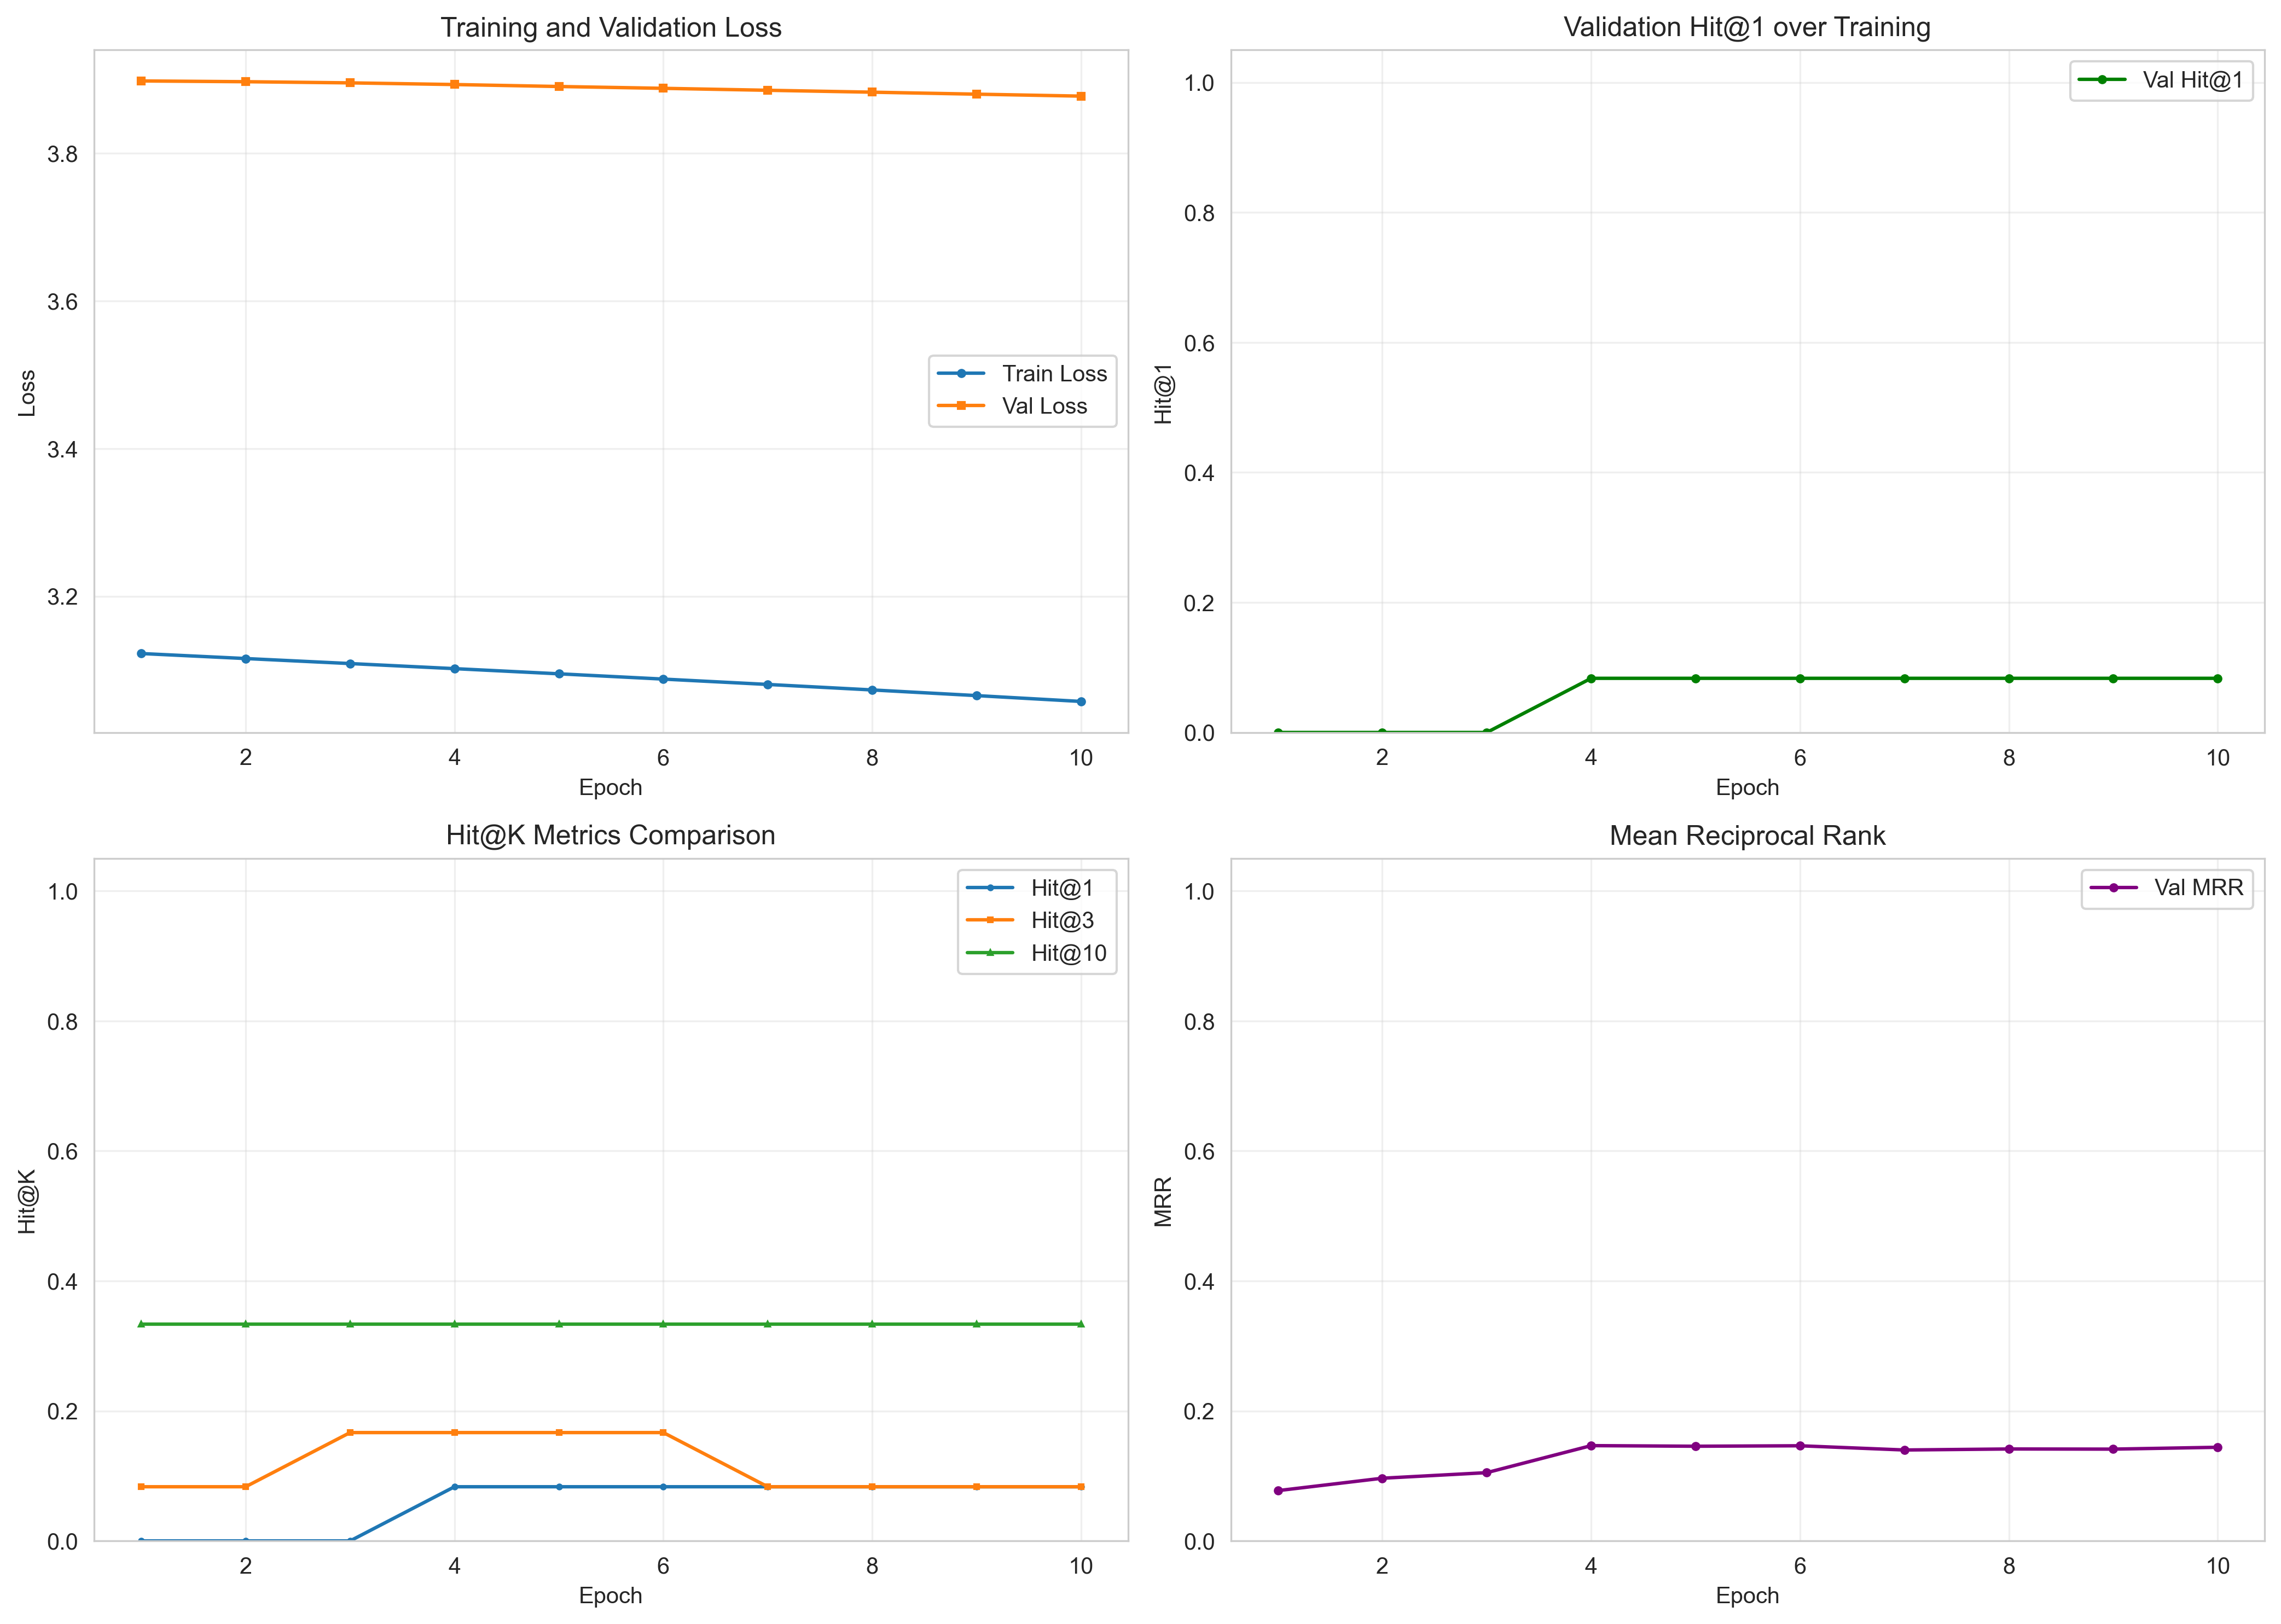 Training and Validation Loss
3.8
3.6
3.4
3.2
Loss
Train Loss
Val Loss
2 4 6 8 10
Epoch
Validation Hit@1 over Training
1.0
0.8
0.6
0.4
0.2
0.0
Hit@1
Val Hit@1
2 4 6 8 10
Epoch
Hit@K Metrics Comparison
1.0
0.8
0.6
0.4
0.2
0.0
Hit@K
Hit@1
Hit@3
Hit@10
2 4 6 8 10
Epoch
Mean Reciprocal Rank
1.0
0.8
0.6
0.4
0.2
0.0
MRR
Val MRR
2 4 6 8 10
Epoch